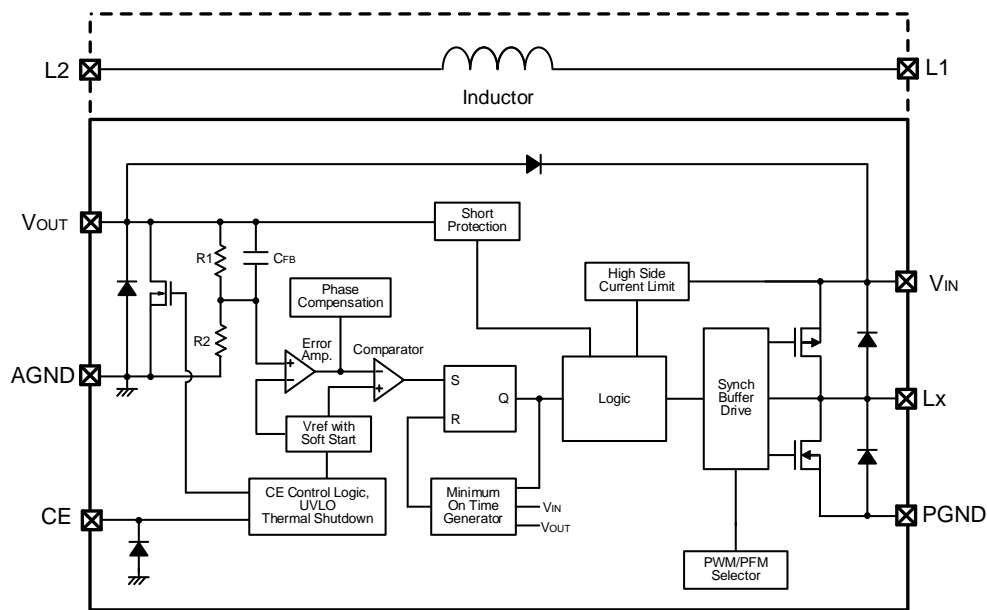 L2
L1
Inductor
VOUT
Short
Protection
R1
CFB
High Side
Current Limit
Phase
Compensation
VIN
R2
Error
Amp.
Comparator
AGND
S
Q
R
Logic
Synch
Buffer
Drive
Lx
Vref with
Soft Start
CE Control Logic,
UVLO
Thermal Shutdown
Minimum
On Time
Generator
VIN
VOUT
CE
PGND
PWM/PFM
Selector